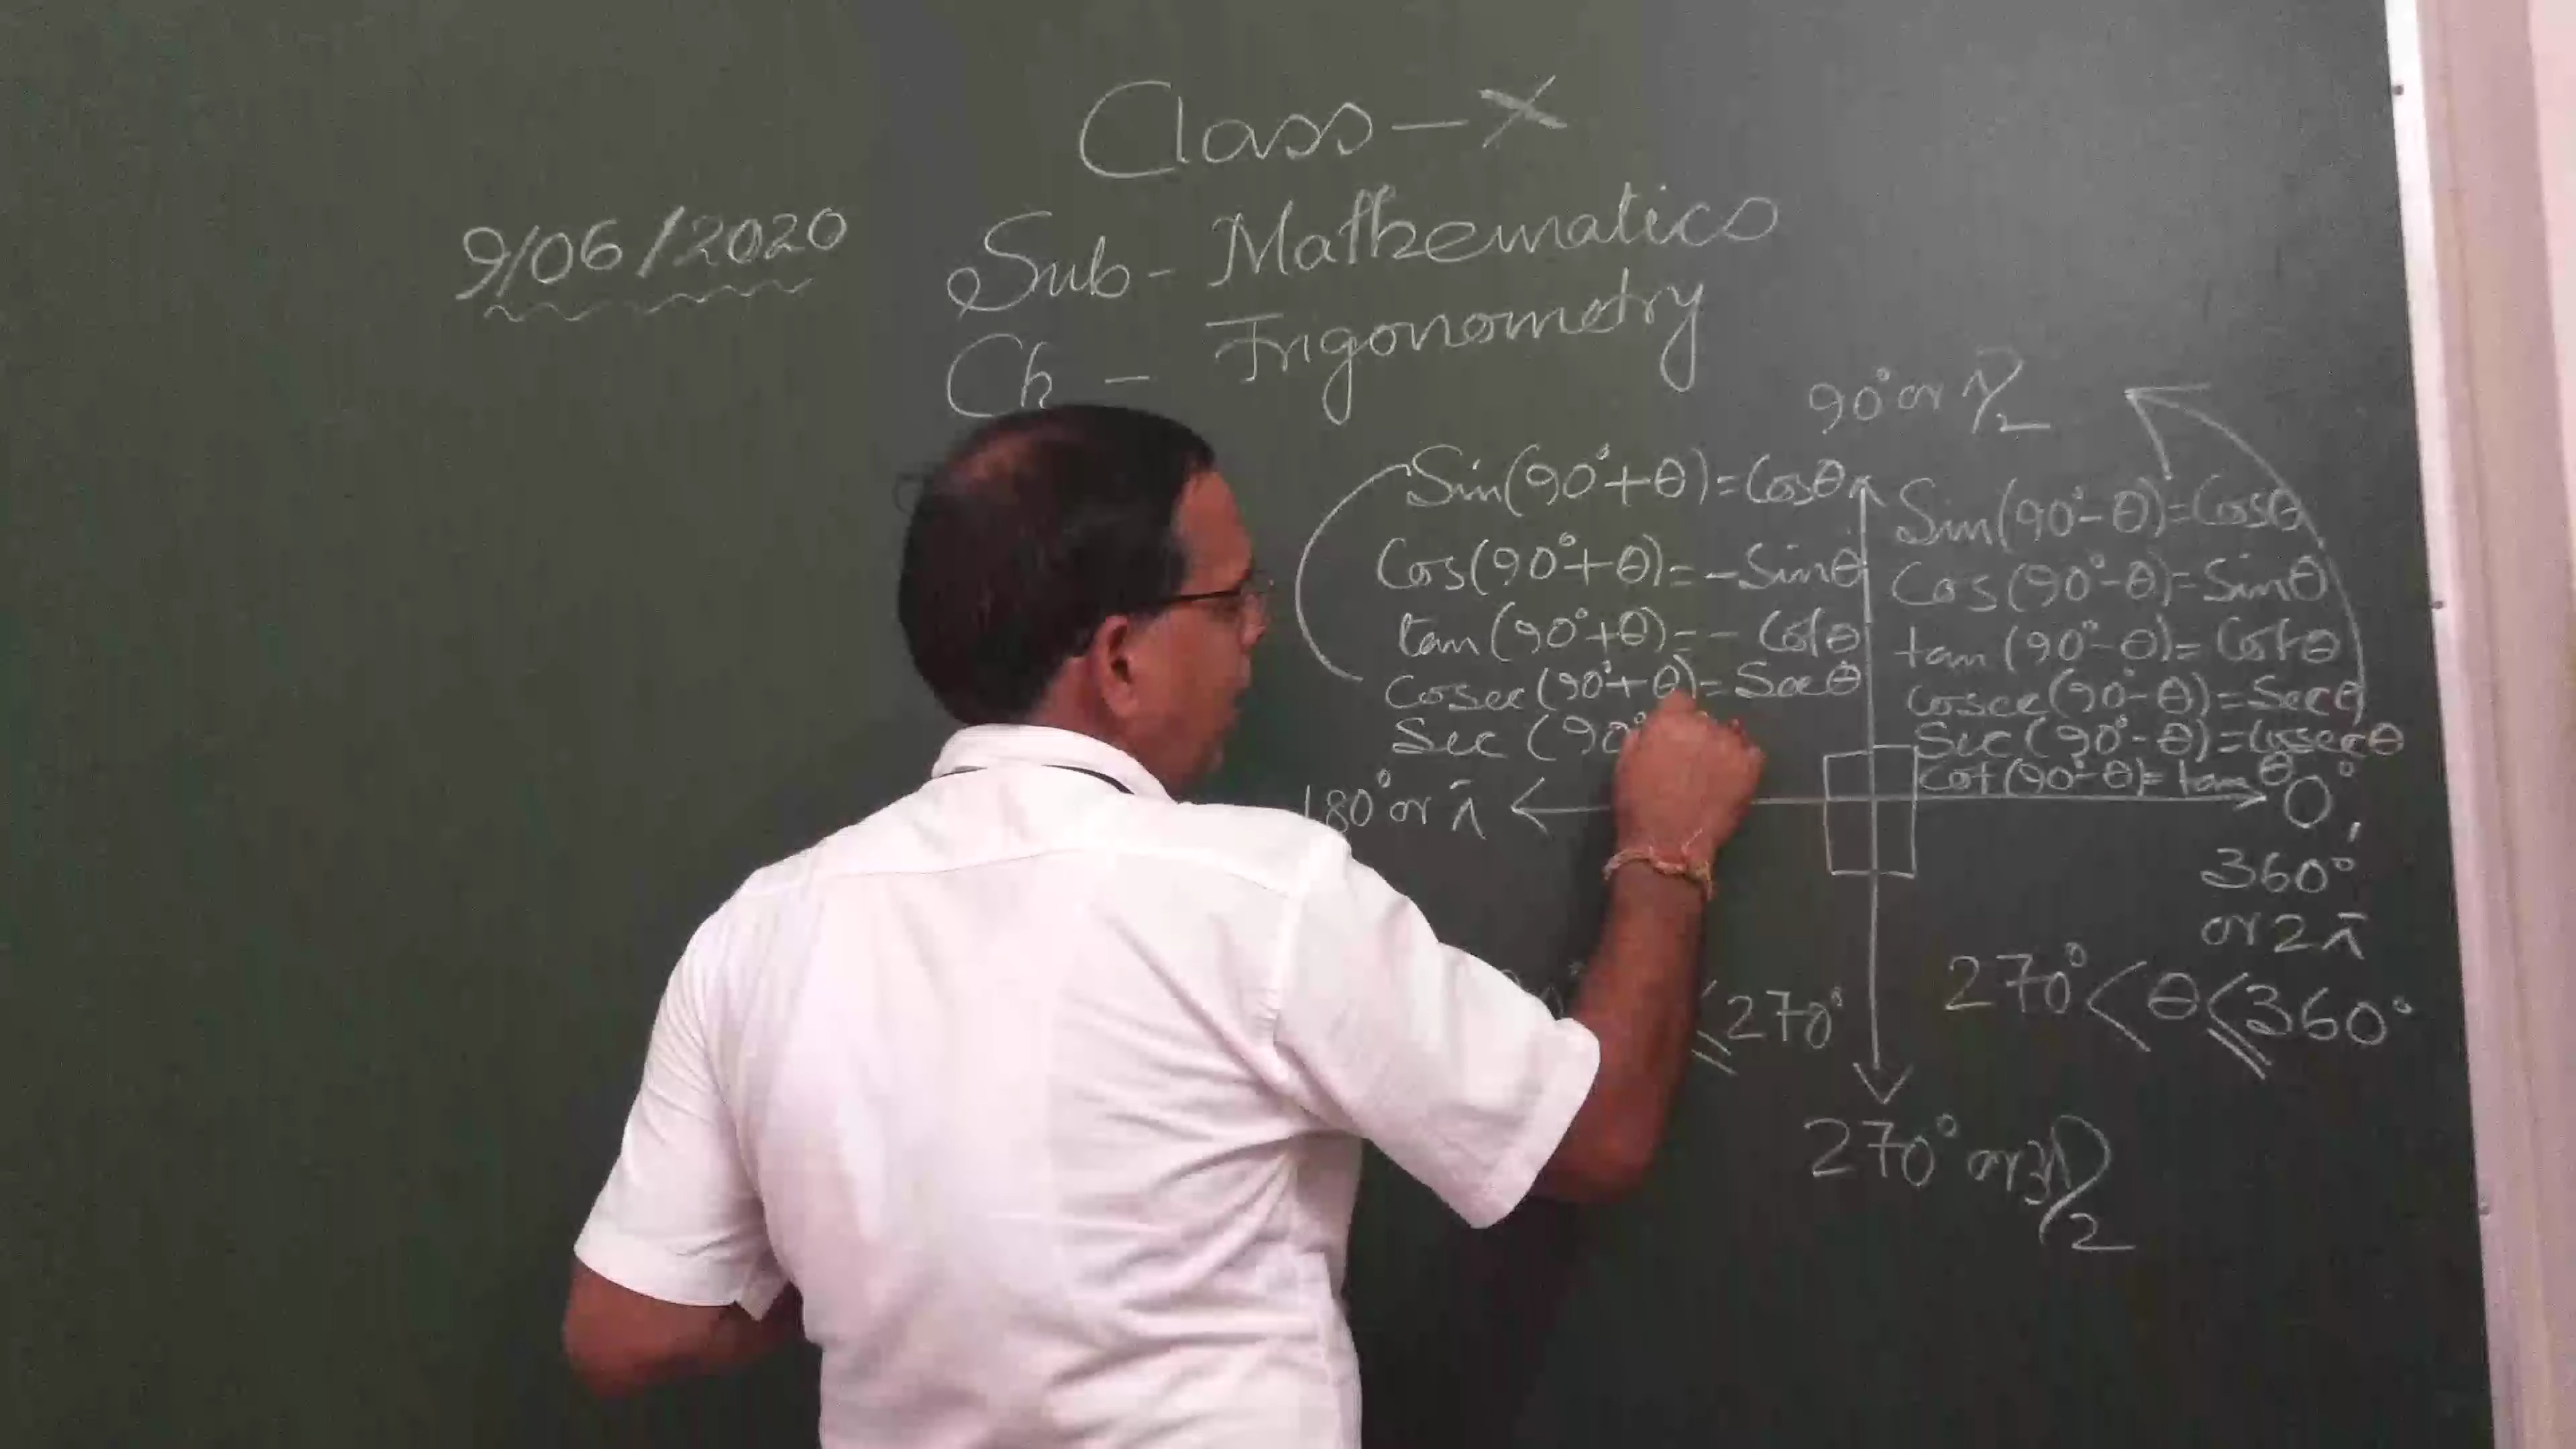 Class - X
9/06/2020
Sub - Mathematics
Ch - Trigonometry
90° or π/2
Sin(90°+θ)=Cosθ
Cos(90°+θ)=-Sinθ
tan(90°+θ)=-Cotθ
Cosec(90°+θ)=Secθ
Sec(90°
Sin(90°-θ)=Cosθ
Cos(90°-θ)=Sinθ
tan(90°-θ)=Cotθ
Cosec(90°-θ)=Secθ
Sec(90°-θ)=Cosecθ
Cot(90°-θ)=tanθ
180° or π
0°,
360°
or 2π
≤270°
270°<θ≤360°
270° or 3π/2